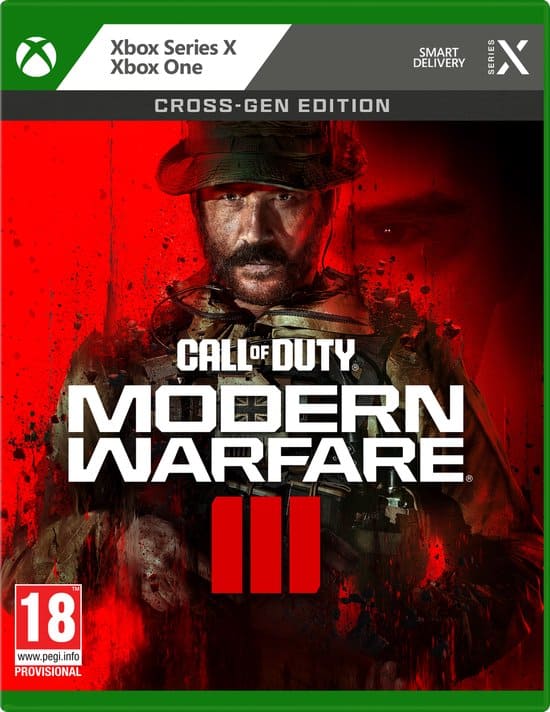 Xbox Series X
Xbox One
SMART
DELIVERY
SERIES
X
CROSS-GEN EDITION
CALL OF DUTY®
MODERN
WARFARE®
III
18™
www.pegi.info
PROVISIONAL